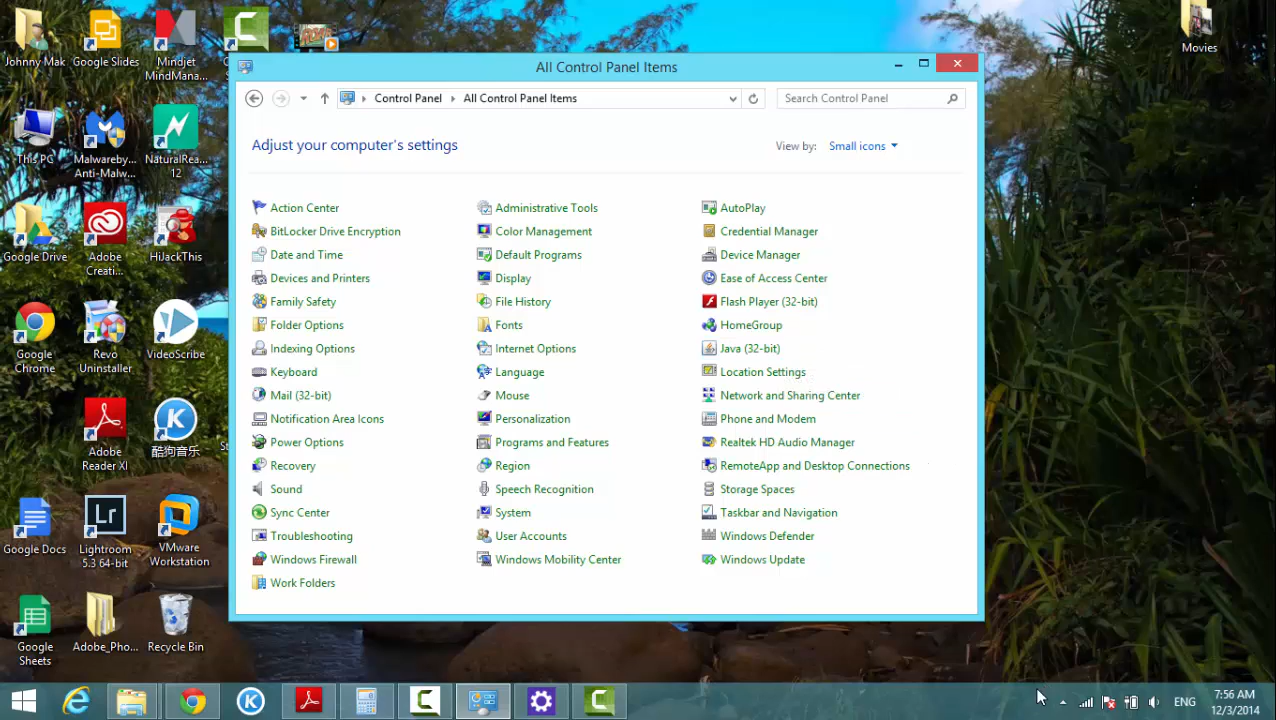 Johnny Mak
Google Slides
Mindjet
MindMana...
Movies
This PC
Malwareby...
Anti-Malw...
NaturalRea...
12
Google Drive
Adobe
Creati...
HiJackThis
Google
Chrome
Revo
Uninstaller
VideoScribe
Adobe
Reader XI
酷狗音乐
Google Docs
Lightroom
5.3 64-bit
VMware
Workstation
Google
Sheets
Adobe_Pho...
Recycle Bin
All Control Panel Items
Control Panel
All Control Panel Items
Search Control Panel
Adjust your computer's settings
View by: Small icons
Action Center
Administrative Tools
AutoPlay
BitLocker Drive Encryption
Color Management
Credential Manager
Date and Time
Default Programs
Device Manager
Devices and Printers
Display
Ease of Access Center
Family Safety
File History
Flash Player (32-bit)
Folder Options
Fonts
HomeGroup
Indexing Options
Internet Options
Java (32-bit)
Keyboard
Language
Location Settings
Mail (32-bit)
Mouse
Network and Sharing Center
Notification Area Icons
Personalization
Phone and Modem
Power Options
Programs and Features
Realtek HD Audio Manager
Recovery
Region
RemoteApp and Desktop Connections
Sound
Speech Recognition
Storage Spaces
Sync Center
System
Taskbar and Navigation
Troubleshooting
User Accounts
Windows Defender
Windows Firewall
Windows Mobility Center
Windows Update
Work Folders
ENG
7:56 AM
12/3/2014